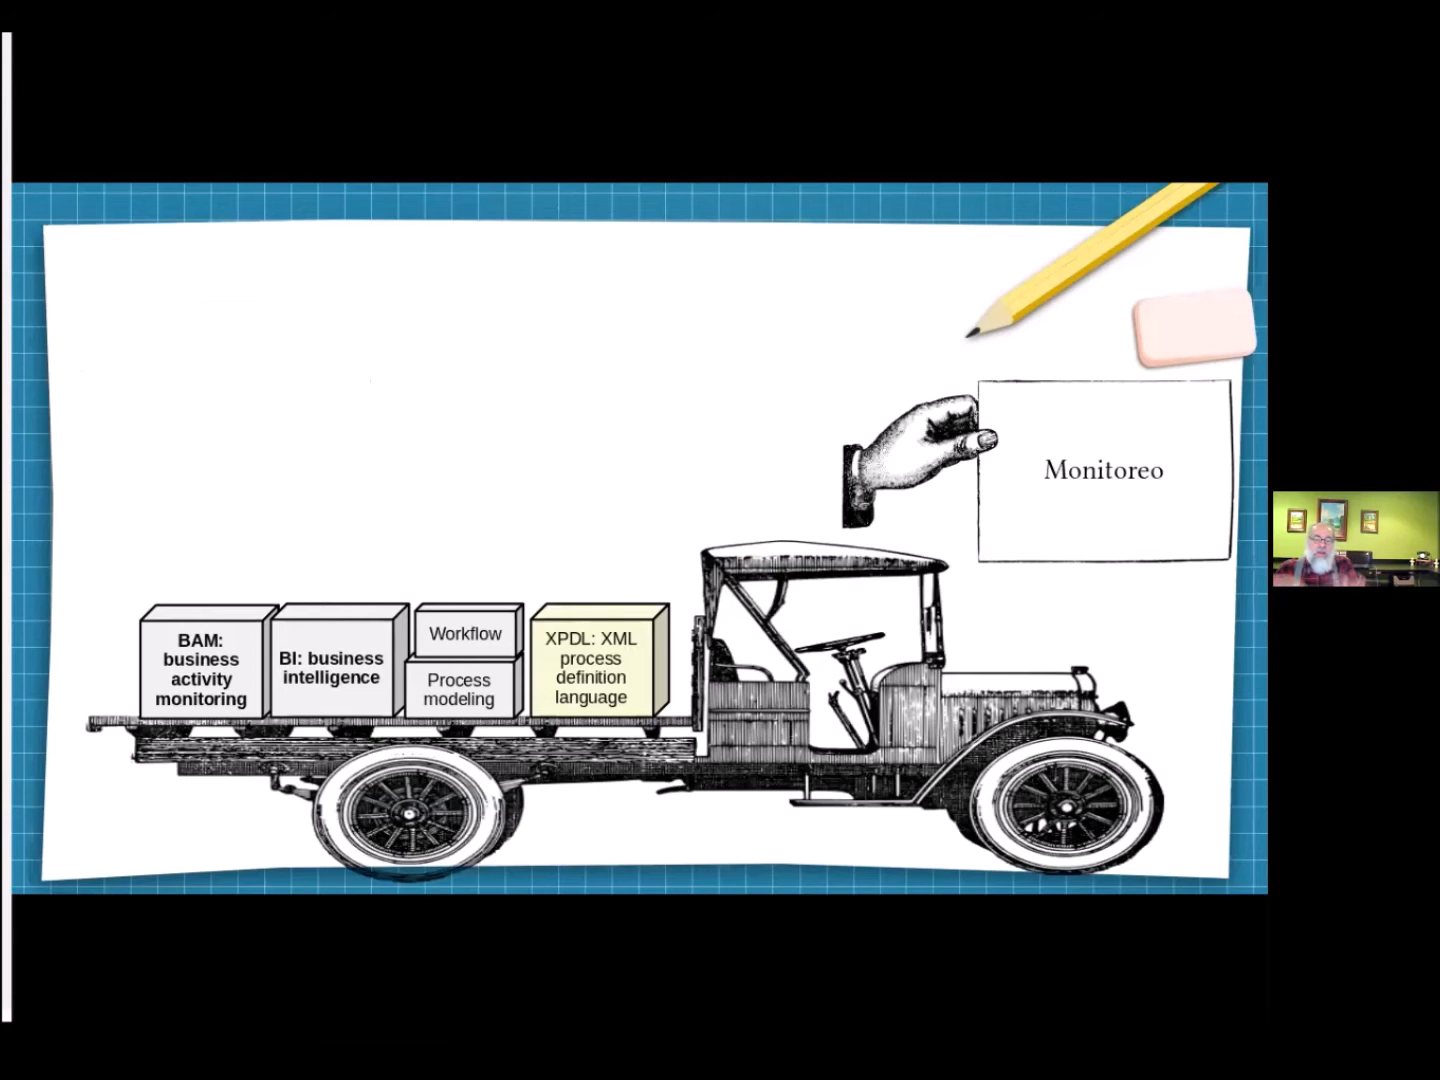 Monitoreo
BAM:
business
activity
monitoring
BI: business
intelligence
Workflow
Process
modeling
XPDL: XML
process
definition
language